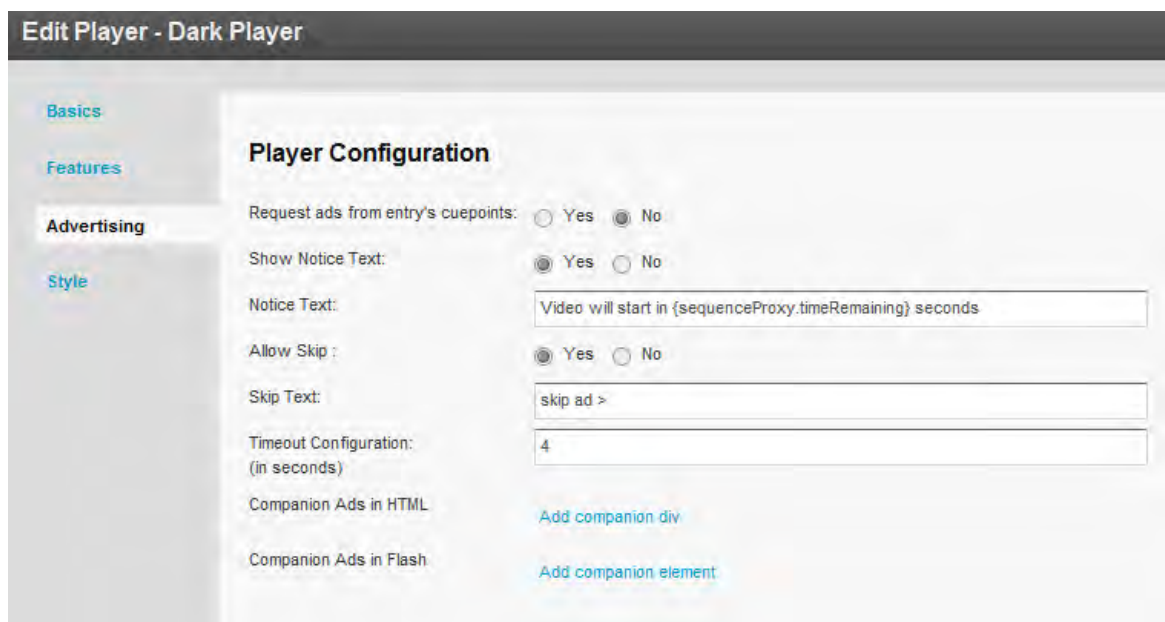 Edit Player - Dark Player
Basics
Features
Advertising
Style
Player Configuration
Request ads from entry's cuepoints: Yes No
Show Notice Text: Yes No
Notice Text: Video will start in {sequenceProxy.timeRemaining} seconds
Allow Skip : Yes No
Skip Text: skip ad >
Timeout Configuration: 4
(in seconds)
Companion Ads in HTML Add companion div
Companion Ads in Flash Add companion element